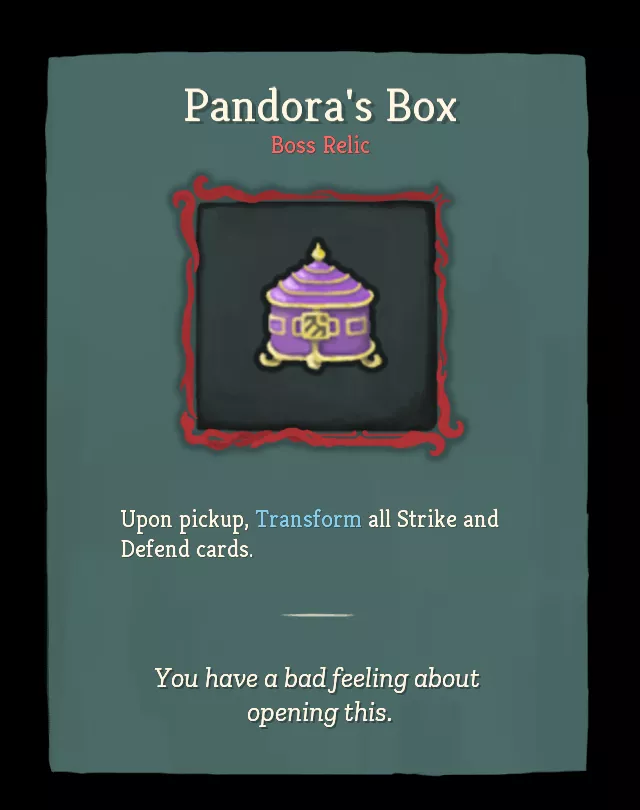 Pandora's Box
Boss Relic
Upon pickup, Transform all Strike and
Defend cards.
You have a bad feeling about
opening this.